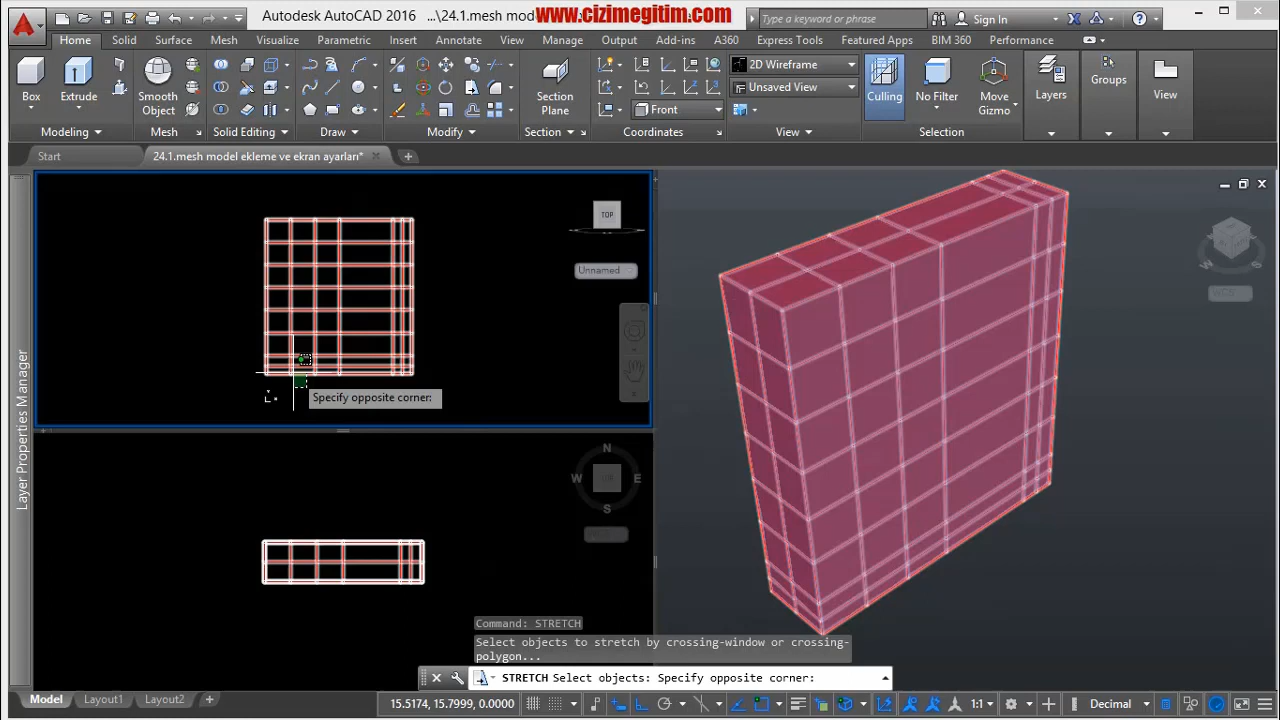 Autodesk AutoCAD 2016 ...\24.1.mesh mod
www.cizimegitim.com
Type a keyword or phrase
Sign In
Home Solid Surface Mesh Visualize Parametric Insert Annotate View Manage Output Add-ins A360 Express Tools Featured Apps BIM 360 Performance
Box Extrude Smooth Object Section Plane
Front
2D Wireframe
Unsaved View
Culling No Filter Move Gizmo Layers Groups View
Modeling Mesh Solid Editing Draw Modify Section Coordinates View Selection
Start 24.1.mesh model ekleme ve ekran ayarları*
TOP
Unnamed
Specify opposite corner:
Layer Properties Manager
N
W E
S
W S
Command: STRETCH
Select objects to stretch by crossing-window or crossing-
polygon...
STRETCH Select objects: Specify opposite corner:
Model Layout1 Layout2
15.5174, 15.7999, 0.0000
1:1
Decimal